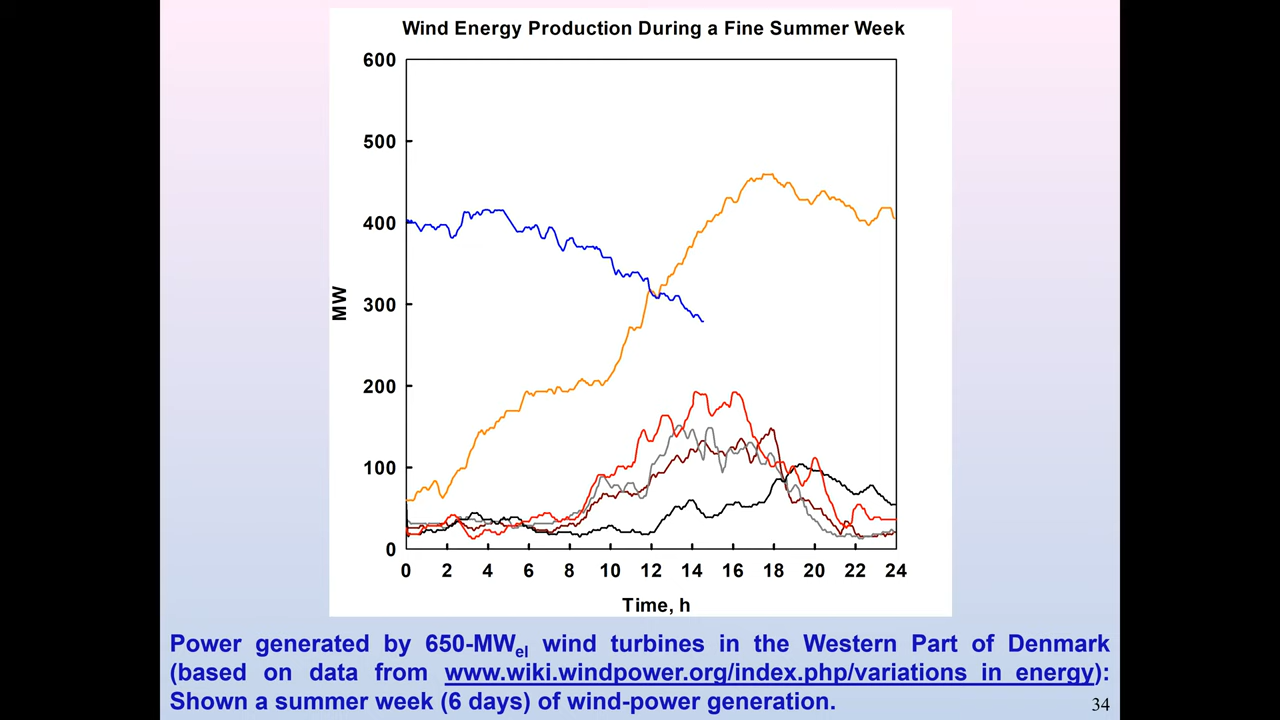 Wind Energy Production During a Fine Summer Week
600
500
400
300
200
100
0
MW
0 2 4 6 8 10 12 14 16 18 20 22 24
Time, h
Power generated by 650-MWel wind turbines in the Western Part of Denmark
(based on data from www.wiki.windpower.org/index.php/variations in energy):
Shown a summer week (6 days) of wind-power generation.
34